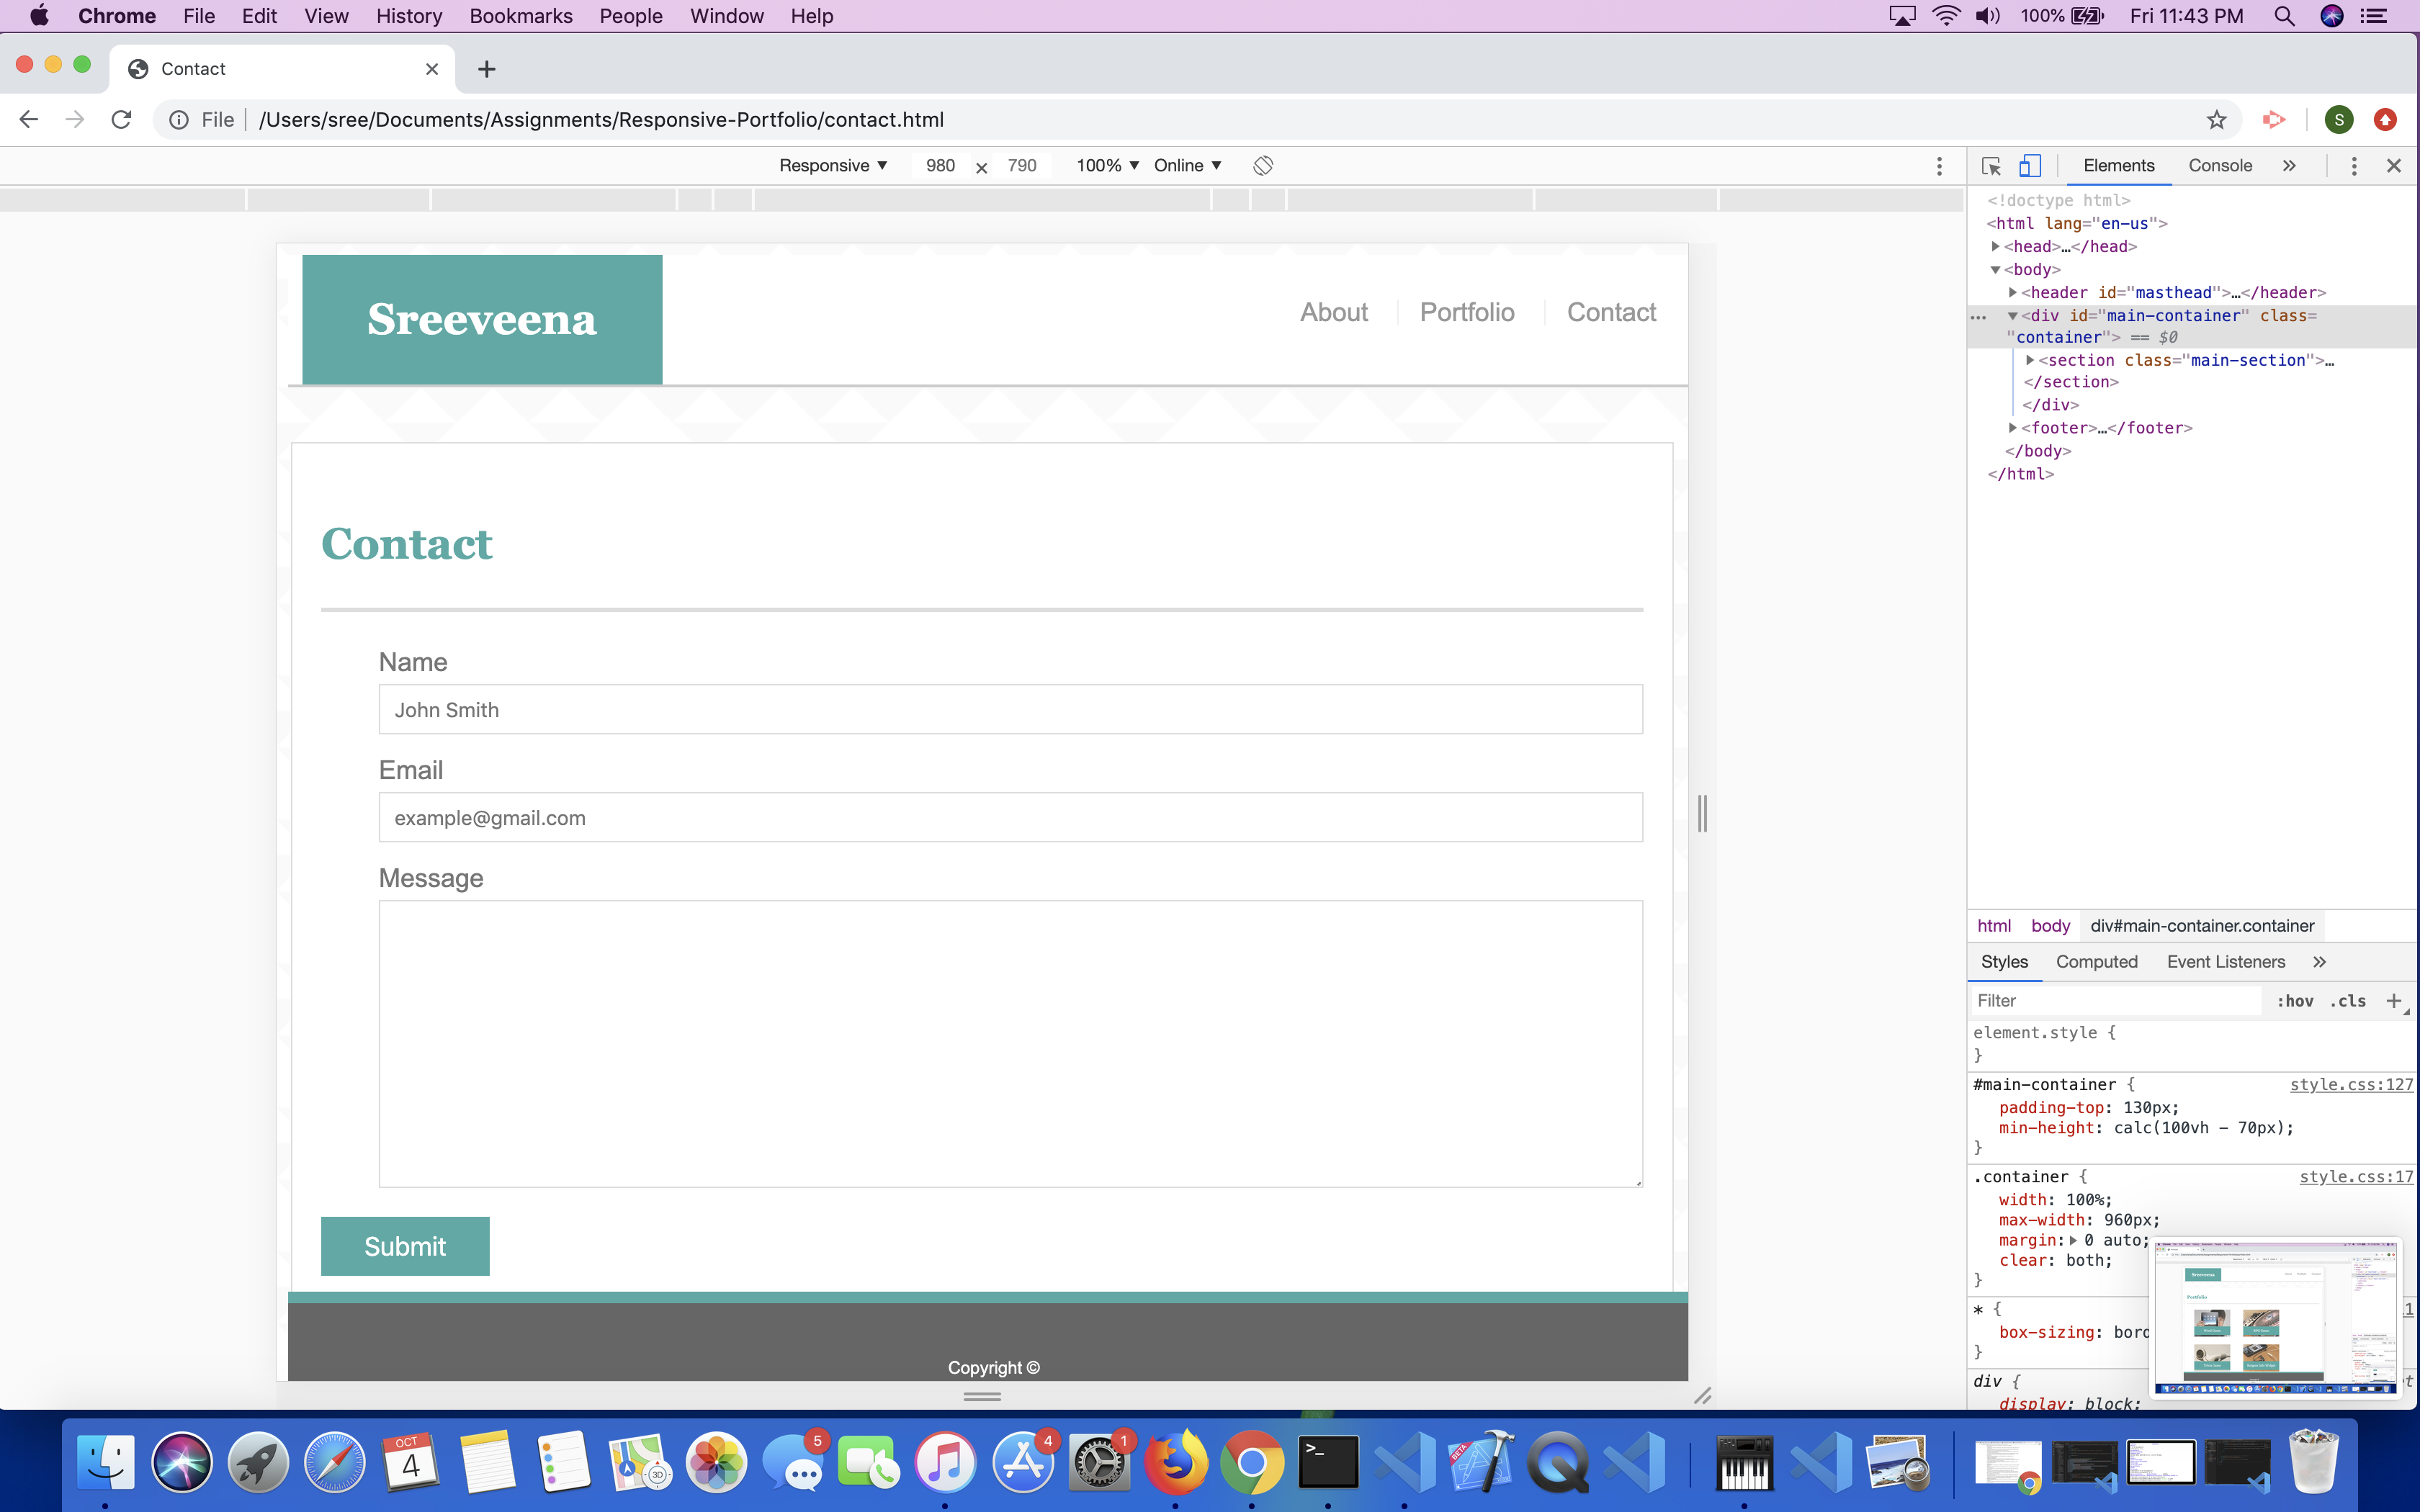 Chrome File Edit View History Bookmarks People Window Help 100% Fri 11:43 PM
Contact
File /Users/sree/Documents/Assignments/Responsive-Portfolio/contact.html S
Responsive ▼ 980 × 790 100% ▼ Online ▼
Elements Console »
<!doctype html>
<html lang="en-us">
<head>…</head>
<body>
<header id="masthead">…</header>
<div id="main-container" class=
"container"> == $0
<section class="main-section">…
</section>
</div>
<footer>…</footer>
</body>
</html>
Sreeveena
About Portfolio Contact
Contact
Name
John Smith
Email
example@gmail.com
Message
Submit
Copyright ©
html body div#main-container.container
Styles Computed Event Listeners »
Filter :hov .cls +
element.style {
}
#main-container { style.css:127
padding-top: 130px;
min-height: calc(100vh - 70px);
}
.container { style.css:17
width: 100%;
max-width: 960px;
margin: 0 auto;
clear: both;
}
* {
box-sizing: bord
}
div {
display: block;
Sreeveena
Portfolio
OCT
4
3D
5
4
1
>_
BETA